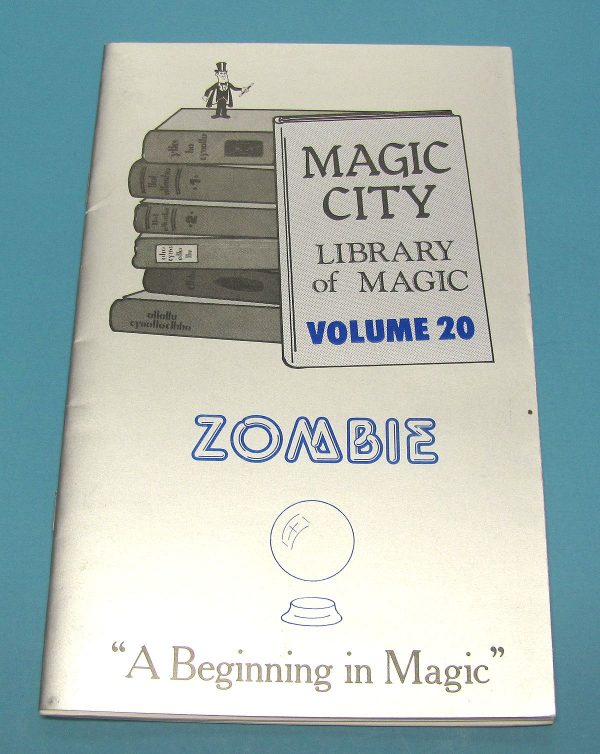 MAGIC
CITY
LIBRARY
of MAGIC
VOLUME 20
ZOMBIE
"A Beginning in Magic"